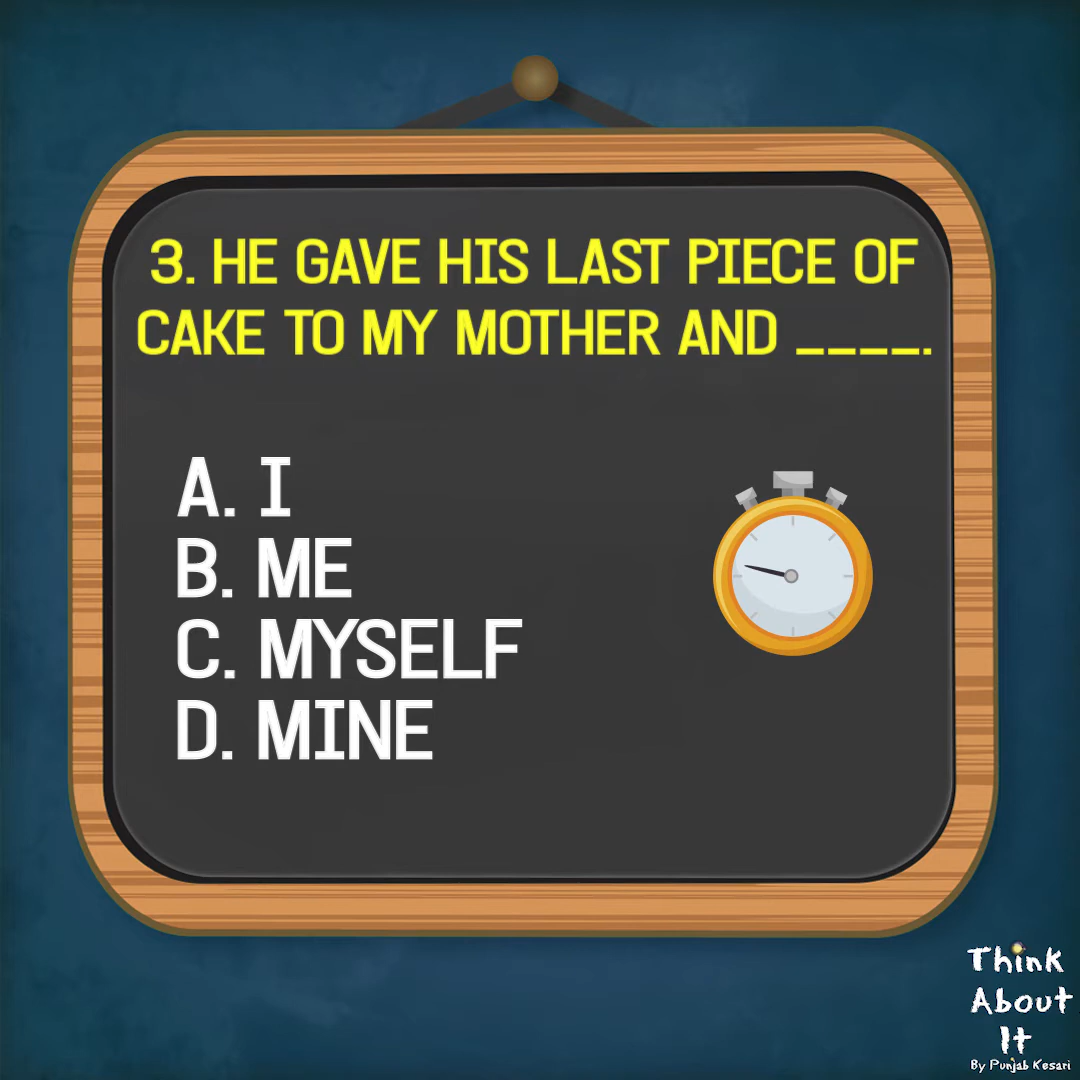 3. HE GAVE HIS LAST PIECE OF
CAKE TO MY MOTHER AND ____.
A. I
B. ME
C. MYSELF
D. MINE
Think
About
It
By Punjab Kesari